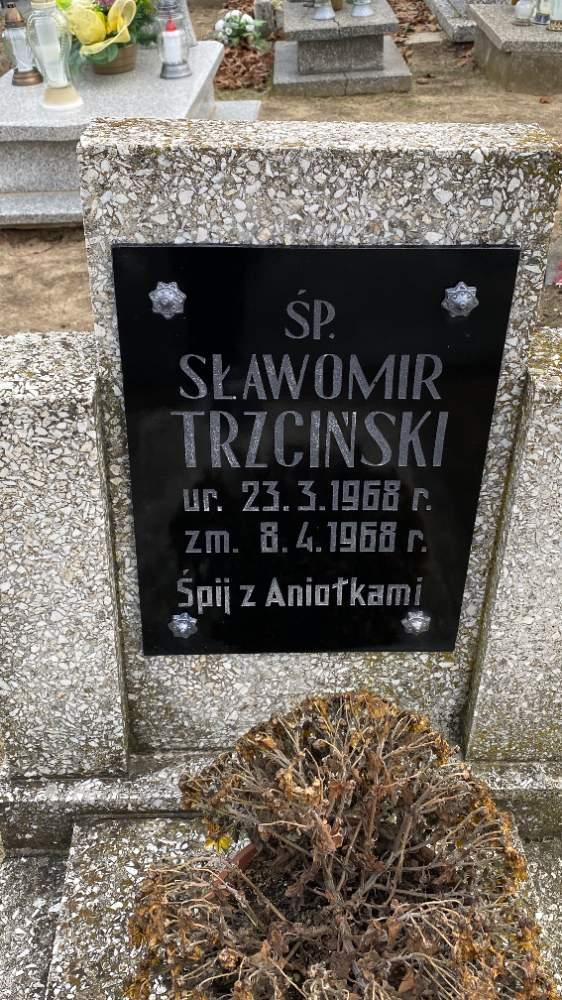 ŚP.
SŁAWOMIR
TRZCIŃSKI
ur. 23.3.1968 r.
zm. 8.4.1968 r.
Śpij z Aniołkami